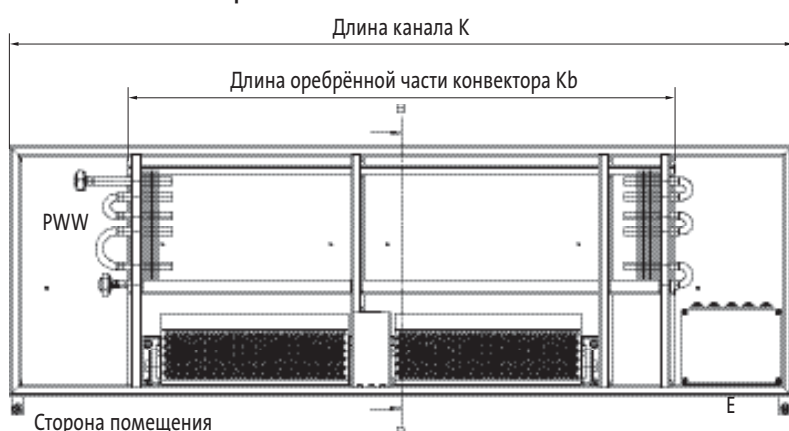 Длина канала K
Длина оребрённой части конвектора Kb
PWW
E
Сторона помещения